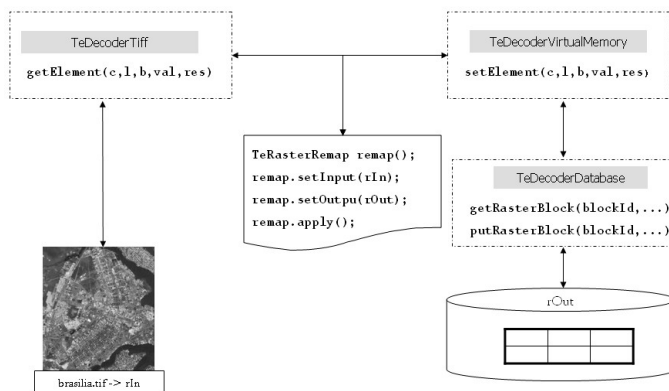 TeDecoderTiff
getElement(c,l,b,val,res)
TeDecoderVirtualMemory
setElement(c,l,b,val,res)
TeRasterRemap remap();
remap.setInput(rIn);
remap.setOutpu(rOut);
remap.apply();
TeDecoderDatabase
getRasterBlock(blockId,...)
putRasterBlock(blockId,...)
rOut
brasilia.tif -> rIn